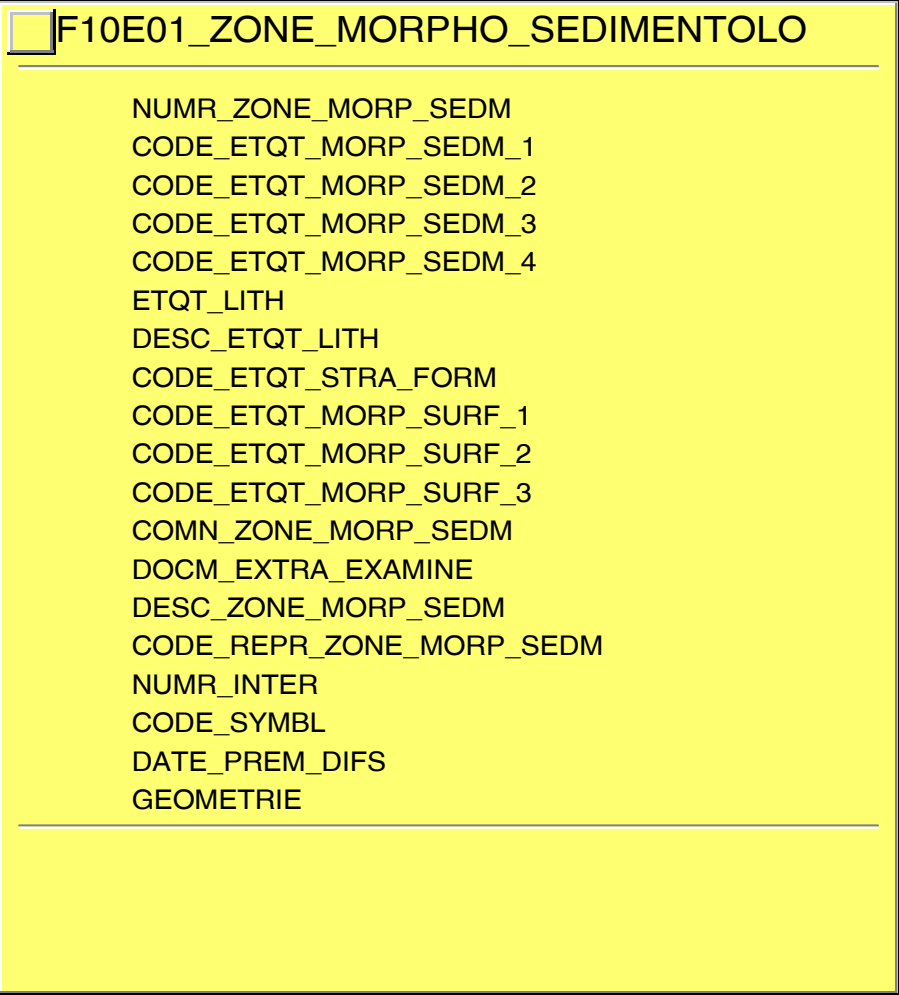 F10E01_ZONE_MORPHO_SEDIMENTOLO
NUMR_ZONE_MORP_SEDM
CODE_ETQT_MORP_SEDM_1
CODE_ETQT_MORP_SEDM_2
CODE_ETQT_MORP_SEDM_3
CODE_ETQT_MORP_SEDM_4
ETQT_LITH
DESC_ETQT_LITH
CODE_ETQT_STRA_FORM
CODE_ETQT_MORP_SURF_1
CODE_ETQT_MORP_SURF_2
CODE_ETQT_MORP_SURF_3
COMN_ZONE_MORP_SEDM
DOCM_EXTRA_EXAMINE
DESC_ZONE_MORP_SEDM
CODE_REPR_ZONE_MORP_SEDM
NUMR_INTER
CODE_SYMBL
DATE_PREM_DIFS
GEOMETRIE